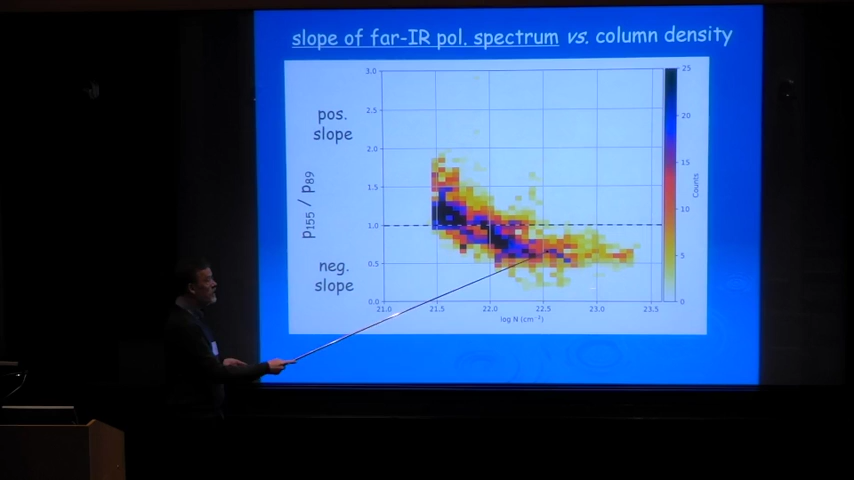 slope of far-IR pol. spectrum vs. column density
pos.
slope
neg.
slope
p155 / p89
3.0
2.5
2.0
1.5
1.0
0.5
0.0
21.0 21.5 22.0 22.5 23.0 23.5
log N (cm⁻²)
25
20
15
10
5
0
Counts